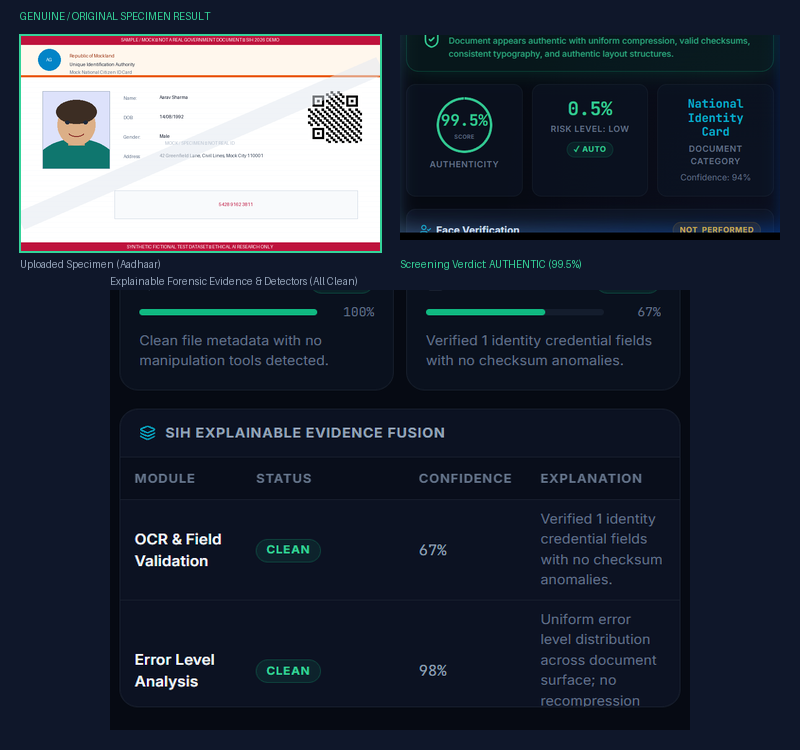 GENUINE / ORIGINAL SPECIMEN RESULT
SAMPLE / MOCK & NOT A REAL GOVERNMENT DOCUMENT & SIH 2026 DEMO
AG
Republic of Mockland
Unique Identification Authority
Mock National Citizen ID Card
Name:
Aarav Sharma
DOB:
14/08/1992
Gender:
Male
MOCK / SPECIMEN NOT A REAL ID
Address:
42 Greenfield Lane, Civil Lines, Mock City 110001
5428 9162 3811
SYNTHETIC FICTIONAL TEST DATASET & ETHICAL AI RESEARCH ONLY
Uploaded Specimen (Aadhaar)
Document appears authentic with uniform compression, valid checksums,
consistent typography, and authentic layout structures.
99.5%
SCORE
AUTHENTICITY
0.5%
RISK LEVEL: LOW
✓ AUTO
National
Identity
Card
DOCUMENT
CATEGORY
Confidence: 94%
Face Verification
NOT PERFORMED
Screening Verdict: AUTHENTIC (99.5%)
Explainable Forensic Evidence & Detectors (All Clean)
100%
Clean file metadata with no
manipulation tools detected.
67%
Verified 1 identity credential fields
with no checksum anomalies.
SIH EXPLAINABLE EVIDENCE FUSION
MODULE STATUS CONFIDENCE EXPLANATION
OCR & Field
Validation
CLEAN
67%
Verified 1 identity
credential fields
with no checksum
anomalies.
Error Level
Analysis
CLEAN
98%
Uniform error
level distribution
across document
surface; no
recompression